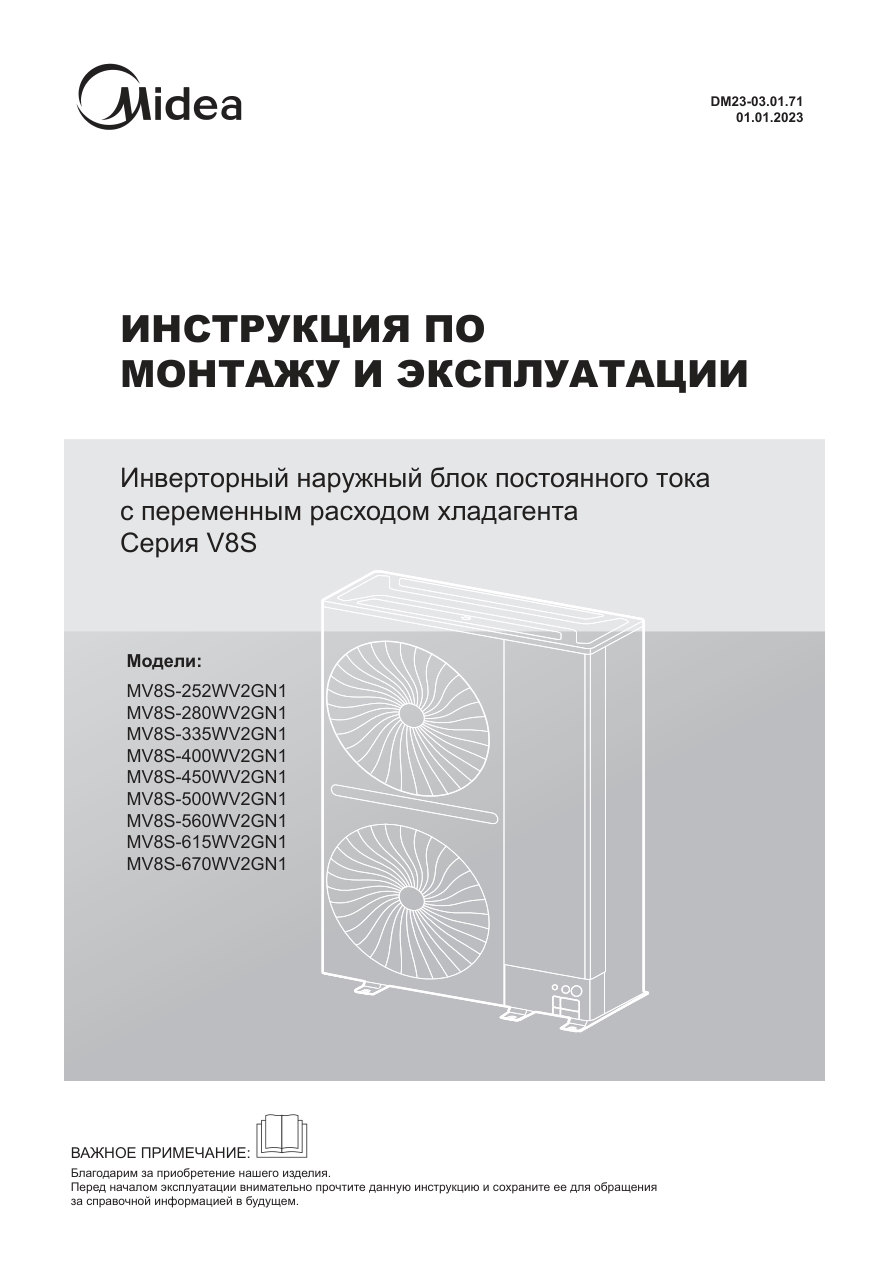 Midea
DM23-03.01.71
01.01.2023
ИНСТРУКЦИЯ ПО
МОНТАЖУ И ЭКСПЛУАТАЦИИ
Инверторный наружный блок постоянного тока
с переменным расходом хладагента
Серия V8S
Модели:
MV8S-252WV2GN1
MV8S-280WV2GN1
MV8S-335WV2GN1
MV8S-400WV2GN1
MV8S-450WV2GN1
MV8S-500WV2GN1
MV8S-560WV2GN1
MV8S-615WV2GN1
MV8S-670WV2GN1
ВАЖНОЕ ПРИМЕЧАНИЕ:
Благодарим за приобретение нашего изделия.
Перед началом эксплуатации внимательно прочтите данную инструкцию и сохраните ее для обращения
за справочной информацией в будущем.